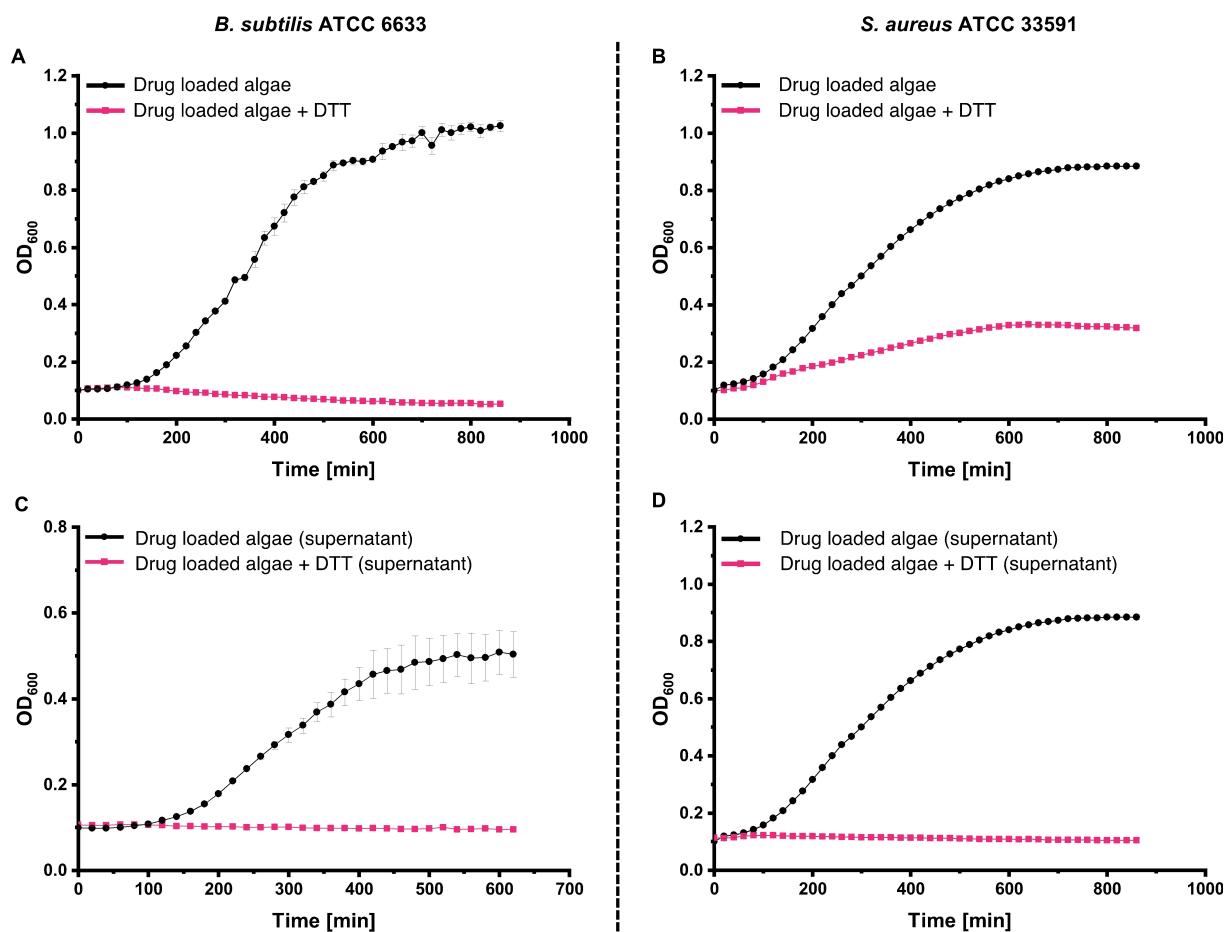 B. subtilis ATCC 6633
S. aureus ATCC 33591
A
Drug loaded algae
Drug loaded algae + DTT
1.2
1.0
0.8
0.6
0.4
0.2
0.0
OD600
0 200 400 600 800 1000
Time [min]
B
Drug loaded algae
Drug loaded algae + DTT
1.2
1.0
0.8
0.6
0.4
0.2
0.0
OD600
0 200 400 600 800 1000
Time [min]
C
Drug loaded algae (supernatant)
Drug loaded algae + DTT (supernatant)
0.8
0.6
0.4
0.2
0.0
OD600
0 100 200 300 400 500 600 700
Time [min]
D
Drug loaded algae (supernatant)
Drug loaded algae + DTT (supernatant)
1.2
1.0
0.8
0.6
0.4
0.2
0.0
OD600
0 200 400 600 800 1000
Time [min]